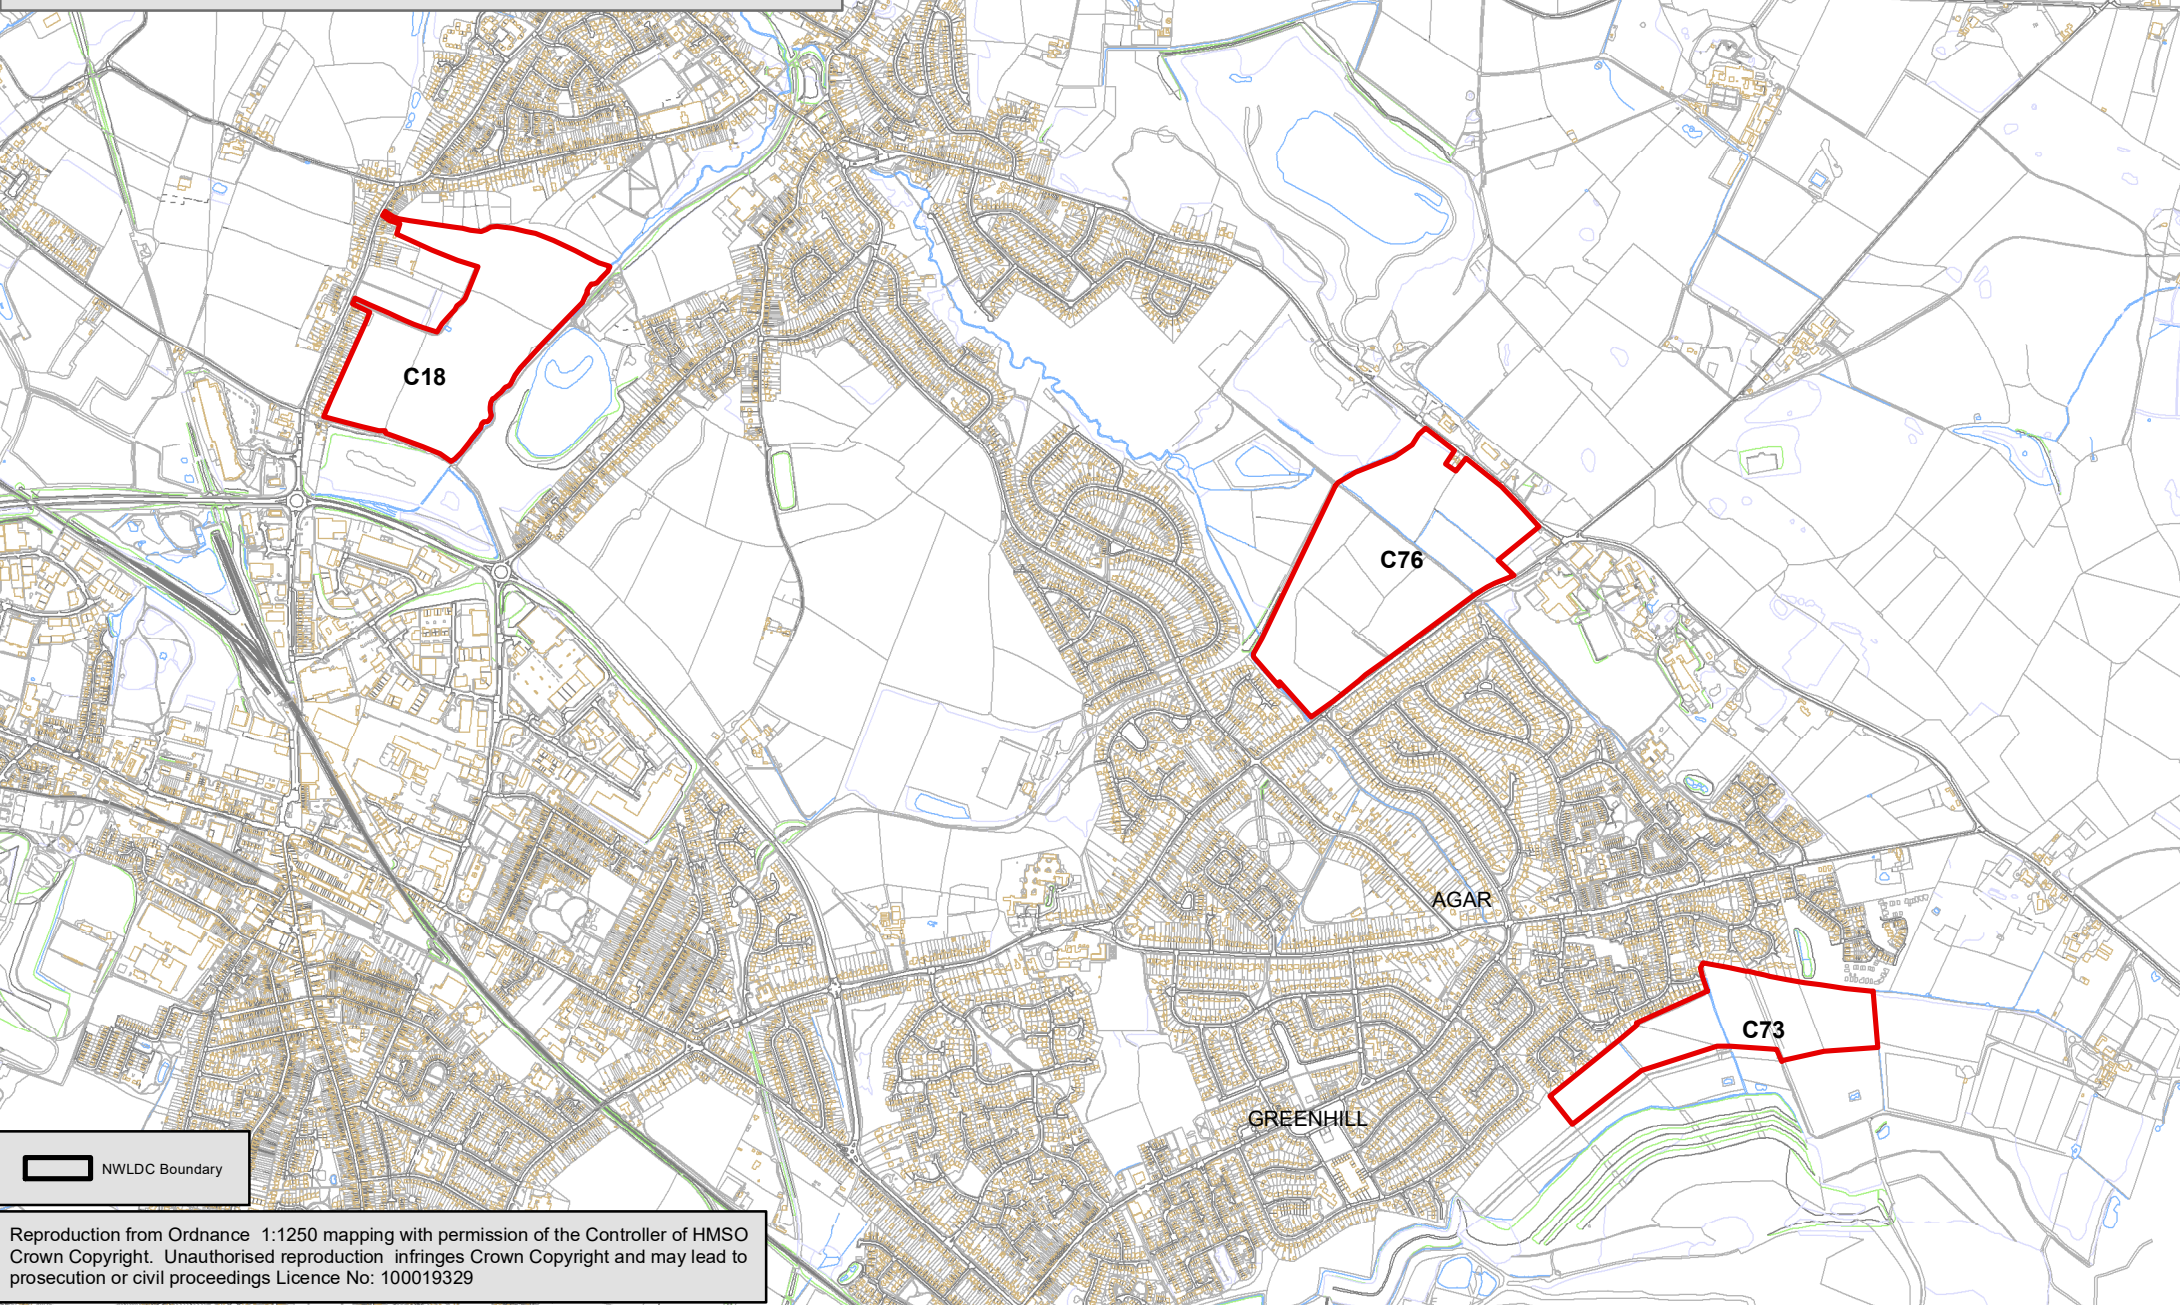 C18
C76
AGAR
C73
GREENHILL
NWLDC Boundary
Reproduction from Ordnance 1:1250 mapping with permission of the Controller of HMSO
Crown Copyright. Unauthorised reproduction infringes Crown Copyright and may lead to
prosecution or civil proceedings Licence No: 100019329